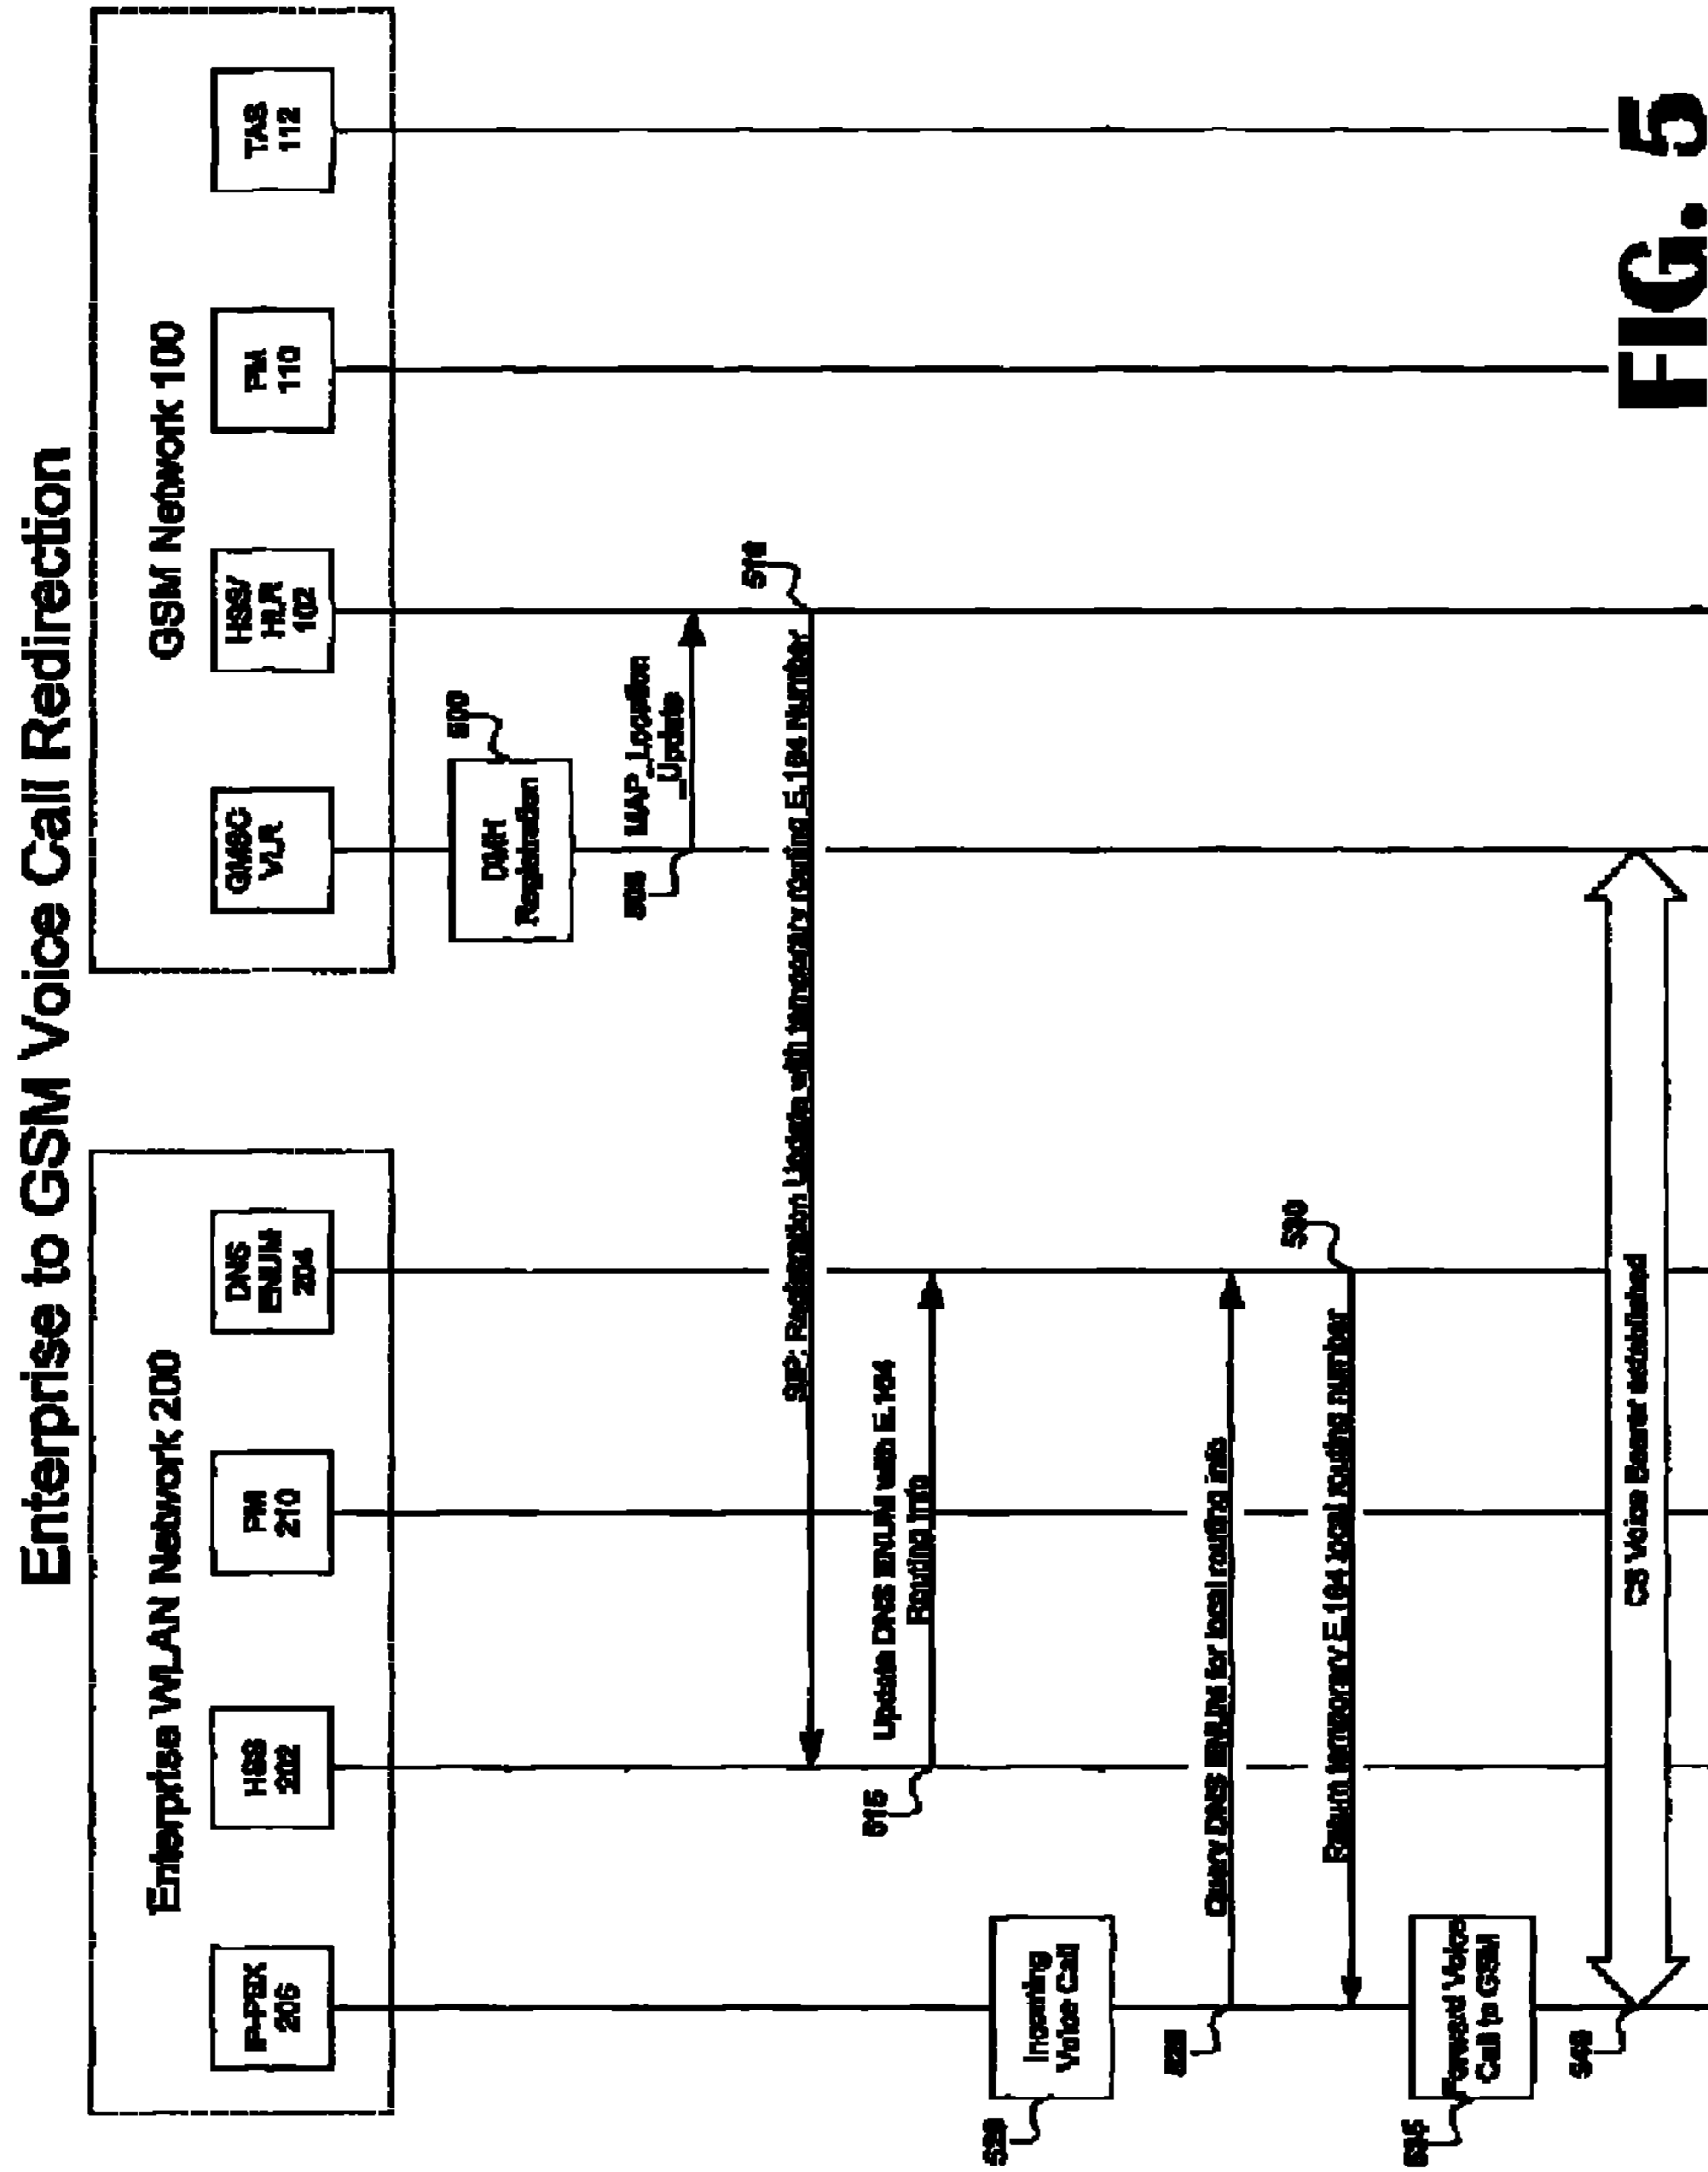 Enterprise to GSM Voice Call Redirection
Enterprise WLAN Network 200
GSM Network 100
IP-PBX
206
HSS
202
PM
210
DNS
ENUM
204
GMSC
VLR
HSS/
HLR
102
PM
110
TAS
112
DMH
Registration
500
505
MAP_Location
_Update
510
SIP: Registration Update with temporary routing E.164 Number
515
Update DNS ENUM with E.164
Routing Info
520
Incoming
Voice Call
525
Query DNS ENUM for local routing info
530
Return temporary E.164 local routing number
535
Forward Voice
Call to GSM
540
CS Voice Bearer established
FIG. 5